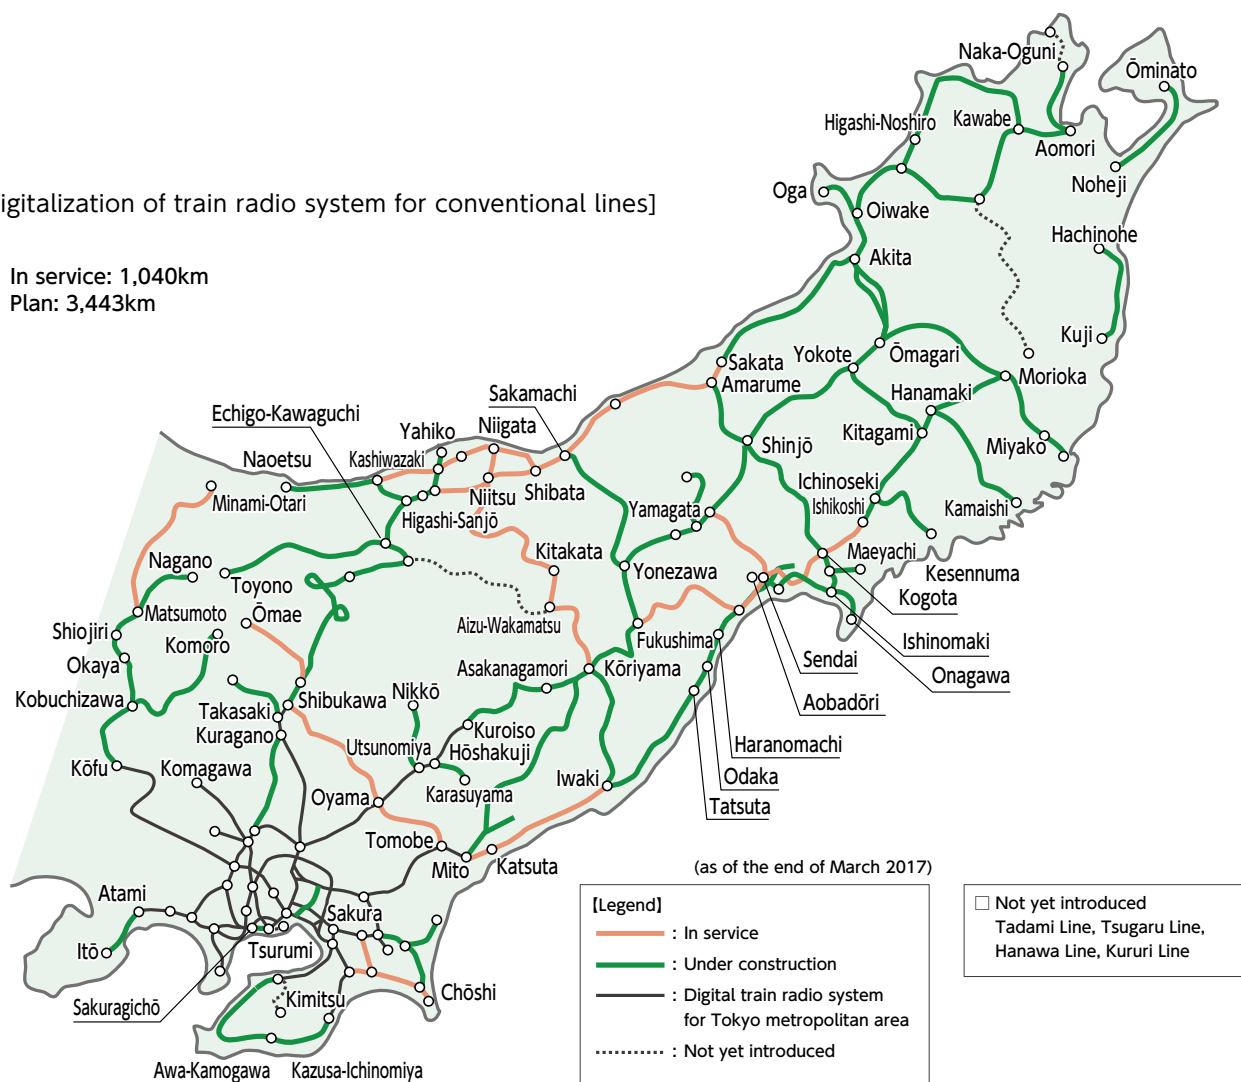 igitalization of train radio system for conventional lines]
In service: 1,040km
Plan: 3,443km
Naka-Oguni
Ōminato
Higashi-Noshiro
Kawabe
Aomori
Noheji
Oga
Oiwake
Hachinohe
Akita
Kuji
Sakata
Yokote
Ōmagari
Amarume
Morioka
Sakamachi
Hanamaki
Echigo-Kawaguchi
Yahiko
Niigata
Shinjō
Kitagami
Miyako
Naoetsu
Kashiwazaki
Minami-Otari
Niitsu
Shibata
Ichinoseki
Ishikoshi
Kamaishi
Higashi-Sanjō
Yamagata
Nagano
Toyono
Kitakata
Yonezawa
Maeyachi
Kesennuma
Kogota
Matsumoto
Ōmae
Shiojiri
Komoro
Aizu-Wakamatsu
Fukushima
Ishinomaki
Okaya
Asakanagamori
Kōriyama
Sendai
Onagawa
Kobuchizawa
Nikkō
Shibukawa
Takasaki
Aobadōri
Kuragano
Kuroiso
Utsunomiya
Hōshakuji
Haranomachi
Kōfu
Komagawa
Iwaki
Odaka
Karasuyama
Oyama
Tatsuta
Tomobe
Mito
Katsuta
(as of the end of March 2017)
Atami
Sakura
Itō
Tsurumi
Kimitsu
Chōshi
Sakuragichō
Awa-Kamogawa
Kazusa-Ichinomiya
【Legend】
: In service
: Under construction
: Digital train radio system
for Tokyo metropolitan area
: Not yet introduced
□ Not yet introduced
Tadami Line, Tsugaru Line,
Hanawa Line, Kururi Line